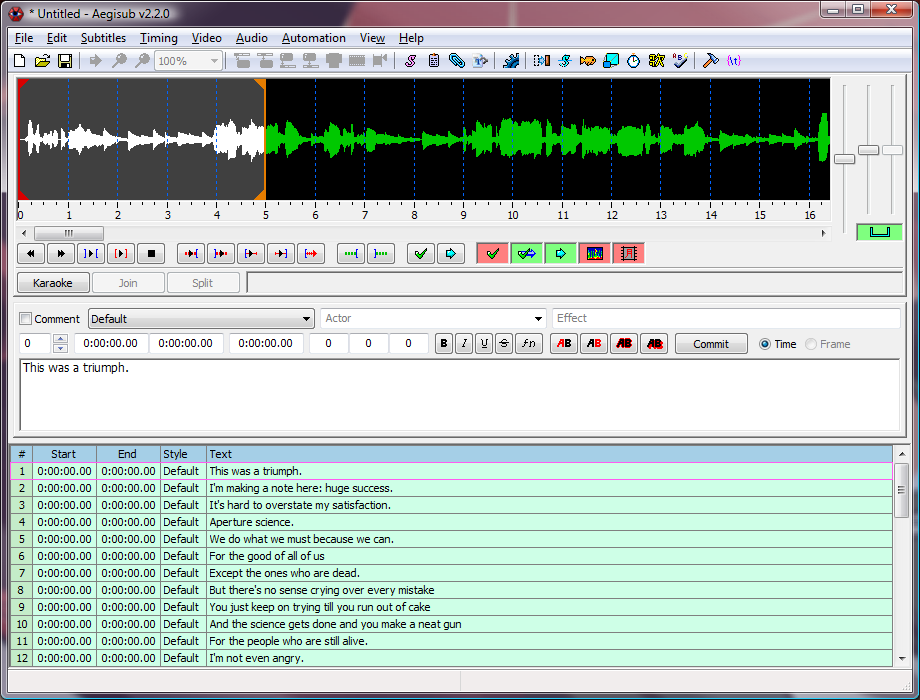 * Untitled - Aegisub v2.2.0
File Edit Subtitles Timing Video Audio Automation View Help
100%
0 1 2 3 4 5 6 7 8 9 10 11 12 13 14 15 16
Karaoke Join Split
Comment Default Actor Effect
0 0:00:00.00 0:00:00.00 0:00:00.00 0 0 0 B I U S fn AB AB AB AB Commit Time Frame
This was a triumph.
# Start End Style Text
1 0:00:00.00 0:00:00.00 Default This was a triumph.
2 0:00:00.00 0:00:00.00 Default I'm making a note here: huge success.
3 0:00:00.00 0:00:00.00 Default It's hard to overstate my satisfaction.
4 0:00:00.00 0:00:00.00 Default Aperture science.
5 0:00:00.00 0:00:00.00 Default We do what we must because we can.
6 0:00:00.00 0:00:00.00 Default For the good of all of us
7 0:00:00.00 0:00:00.00 Default Except the ones who are dead.
8 0:00:00.00 0:00:00.00 Default But there's no sense crying over every mistake
9 0:00:00.00 0:00:00.00 Default You just keep on trying till you run out of cake
10 0:00:00.00 0:00:00.00 Default And the science gets done and you make a neat gun
11 0:00:00.00 0:00:00.00 Default For the people who are still alive.
12 0:00:00.00 0:00:00.00 Default I'm not even angry.